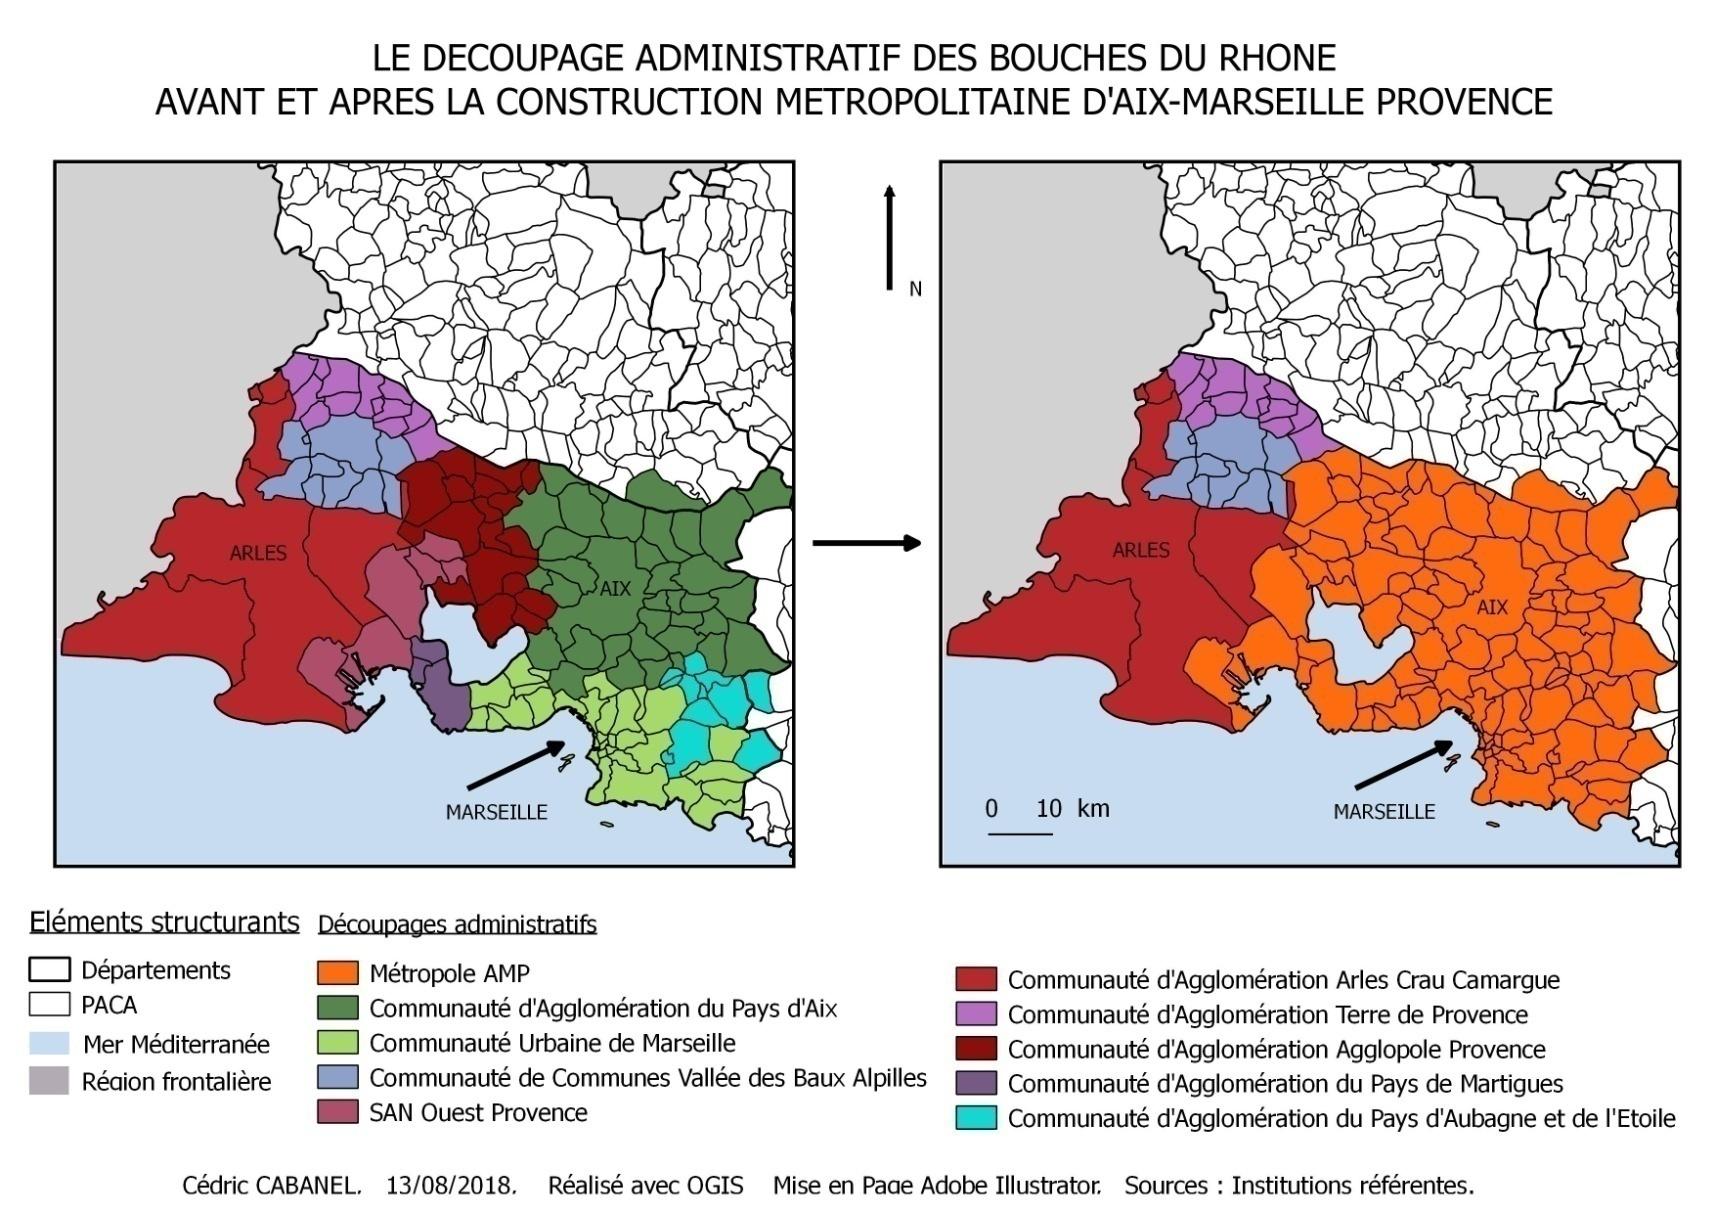 LE DECOUPAGE ADMINISTRATIF DES BOUCHES DU RHONE
AVANT ET APRES LA CONSTRUCTION METROPOLITAINE D'AIX-MARSEILLE PROVENCE
N
ARLES
AIX
MARSEILLE
ARLES
AIX
MARSEILLE
0 10 km
Eléments structurants
Départements
PACA
Mer Méditerranée
Région frontalière
Découpages administratifs
Métropole AMP
Communauté d'Agglomération du Pays d'Aix
Communauté Urbaine de Marseille
Communauté de Communes Vallée des Baux Alpilles
SAN Ouest Provence
Communauté d'Agglomération Arles Crau Camargue
Communauté d'Agglomération Terre de Provence
Communauté d'Agglomération Agglopole Provence
Communauté d'Agglomération du Pays de Martigues
Communauté d'Agglomération du Pays d'Aubagne et de l'Etoile
Cédric CABANEL. 13/08/2018. Réalisé avec QGIS Mise en Page Adobe Illustrator. Sources : Institutions référentes.